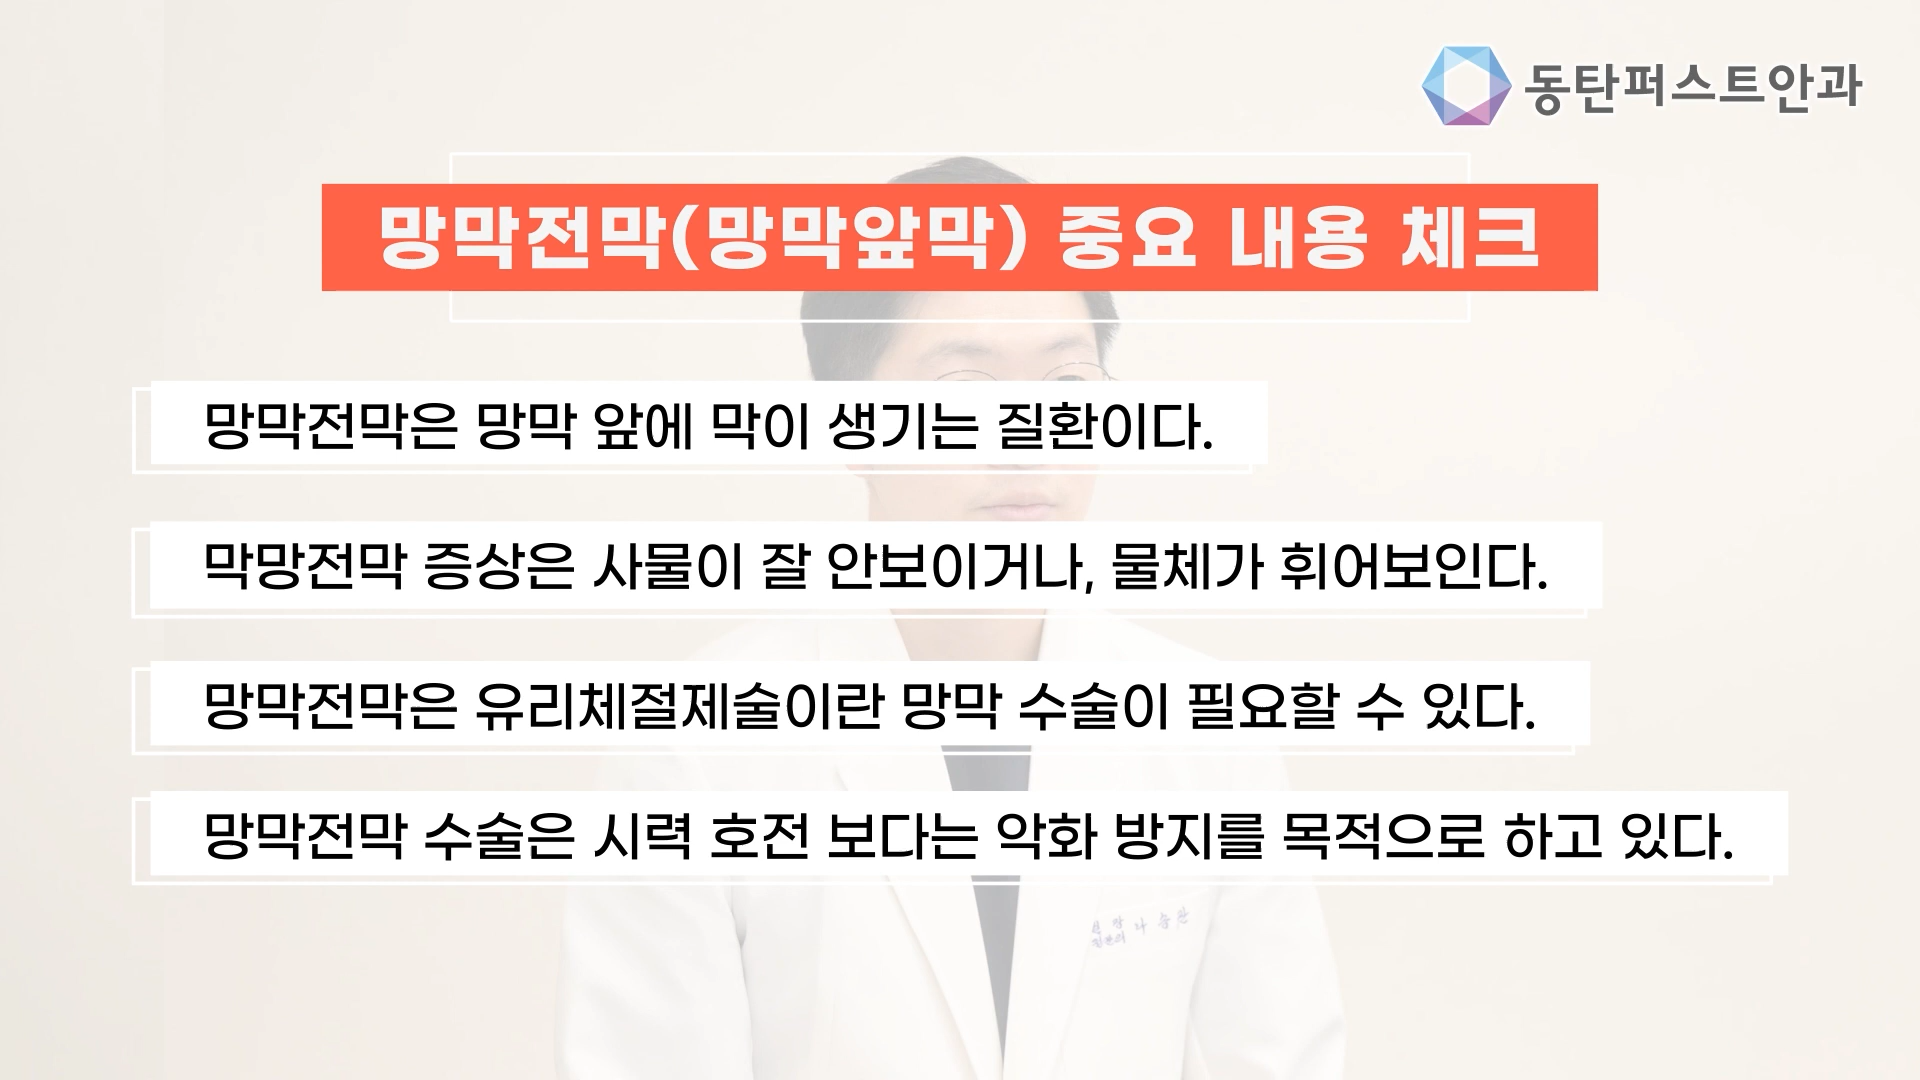 동탄퍼스트안과
망막전막(망막앞막) 중요 내용 체크
망막전막은 망막 앞에 막이 생기는 질환이다.
막망전막 증상은 사물이 잘 안보이거나, 물체가 휘어보인다.
망막전막은 유리체절제술이란 망막 수술이 필요할 수 있다.
망막전막 수술은 시력 호전 보다는 악화 방지를 목적으로 하고 있다.